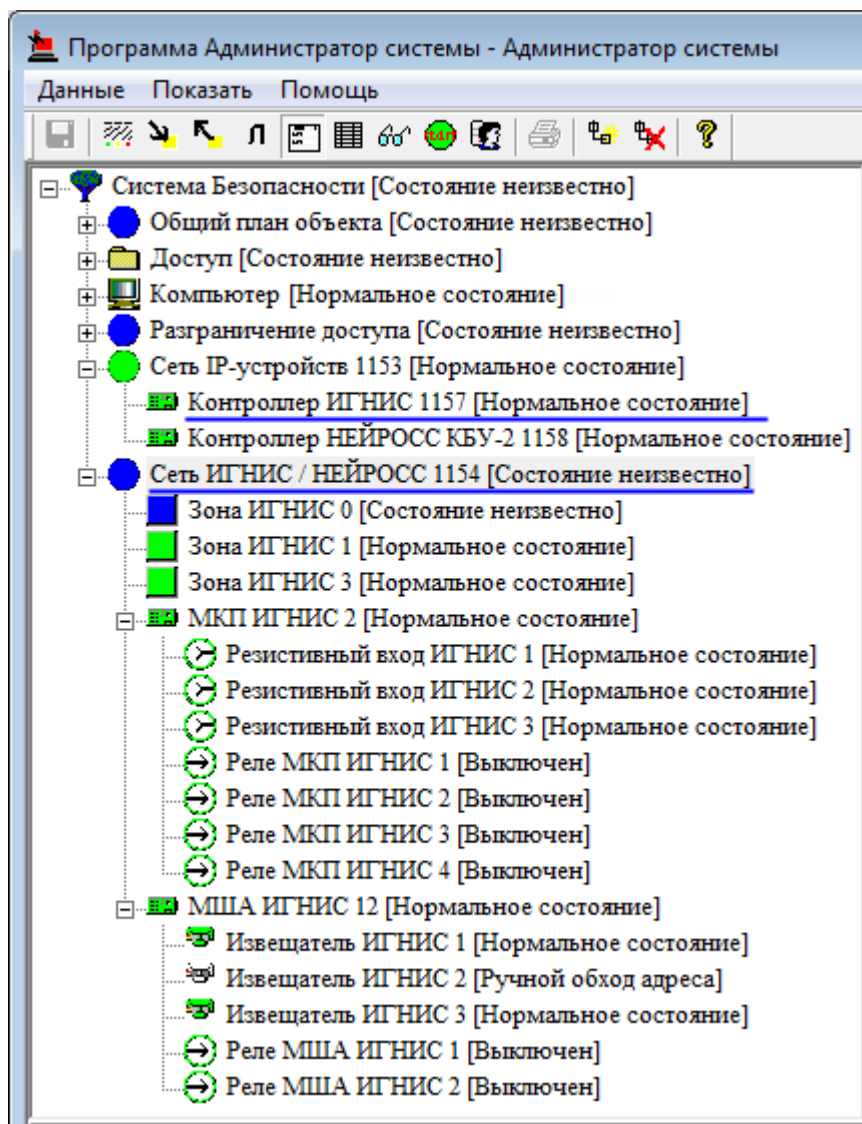 Программа Администратор системы - Администратор системы
Данные Показать Помощь
Система Безопасности [Состояние неизвестно]
Общий план объекта [Состояние неизвестно]
Доступ [Состояние неизвестно]
Компьютер [Нормальное состояние]
Разграничение доступа [Состояние неизвестно]
Сеть IP-устройств 1153 [Нормальное состояние]
Контроллер ИГНИС 1157 [Нормальное состояние]
Контроллер НЕЙРОСС КБУ-2 1158 [Нормальное состояние]
Сеть ИГНИС / НЕЙРОСС 1154 [Состояние неизвестно]
Зона ИГНИС 0 [Состояние неизвестно]
Зона ИГНИС 1 [Нормальное состояние]
Зона ИГНИС 3 [Нормальное состояние]
МКП ИГНИС 2 [Нормальное состояние]
Резистивный вход ИГНИС 1 [Нормальное состояние]
Резистивный вход ИГНИС 2 [Нормальное состояние]
Резистивный вход ИГНИС 3 [Нормальное состояние]
Реле МКП ИГНИС 1 [Выключен]
Реле МКП ИГНИС 2 [Выключен]
Реле МКП ИГНИС 3 [Выключен]
Реле МКП ИГНИС 4 [Выключен]
МША ИГНИС 12 [Нормальное состояние]
Извещатель ИГНИС 1 [Нормальное состояние]
Извещатель ИГНИС 2 [Ручной обход адреса]
Извещатель ИГНИС 3 [Нормальное состояние]
Реле МША ИГНИС 1 [Выключен]
Реле МША ИГНИС 2 [Выключен]